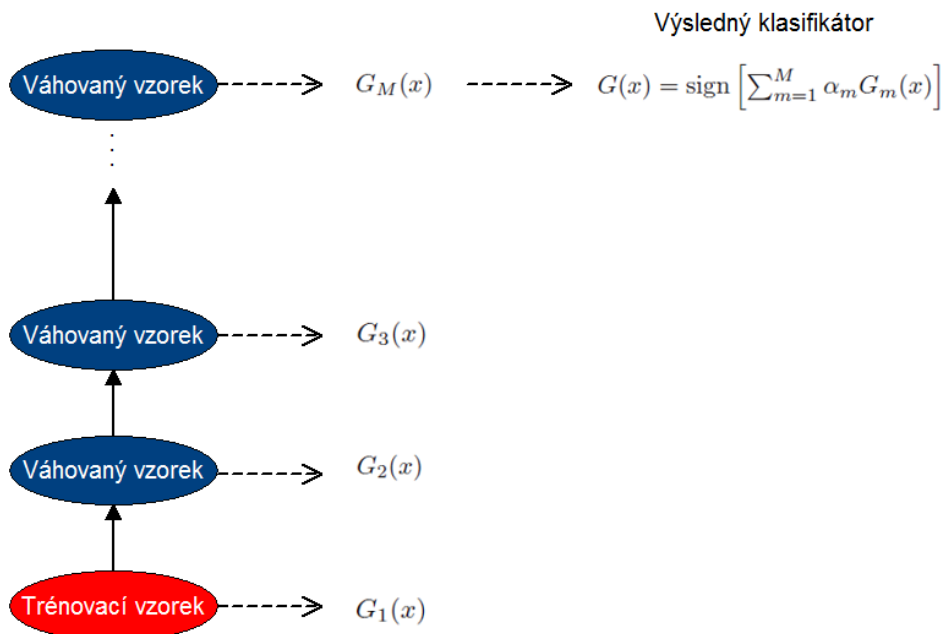 Výsledný klasifikátor
Váhovaný vzorek
G_M(x)
G(x) = sign [∑_{m=1}^{M} α_m G_m(x)]
Váhovaný vzorek
G_3(x)
Váhovaný vzorek
G_2(x)
Trénovací vzorek
G_1(x)